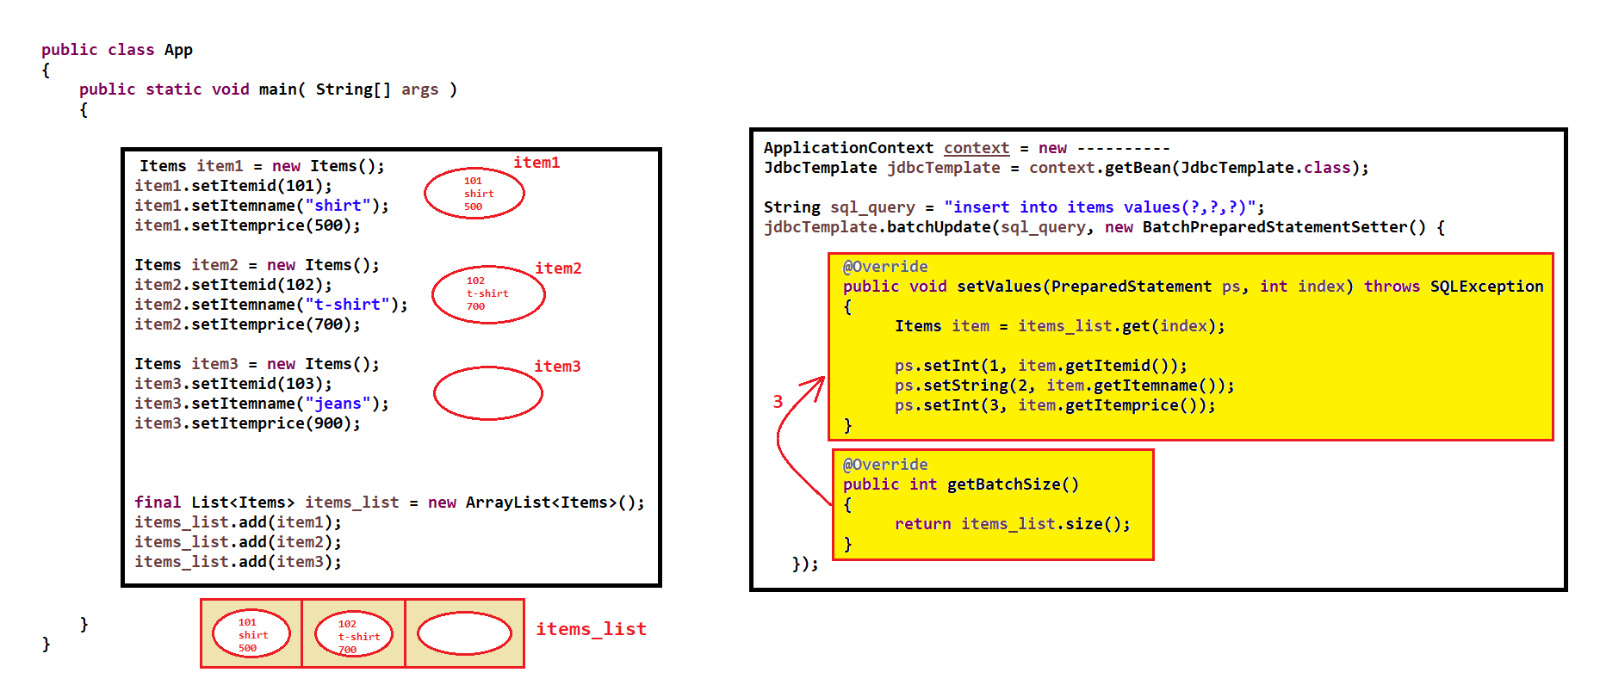 public class App
{
public static void main( String[] args )
{
Items item1 = new Items();
item1.setItemid(101);
item1.setItemname("shirt");
item1.setItemprice(500);
item1
101
shirt
500
Items item2 = new Items();
item2.setItemid(102);
item2.setItemname("t-shirt");
item2.setItemprice(700);
item2
102
t-shirt
700
Items item3 = new Items();
item3.setItemid(103);
item3.setItemname("jeans");
item3.setItemprice(900);
item3
final List<Items> items_list = new ArrayList<Items>();
items_list.add(item1);
items_list.add(item2);
items_list.add(item3);
101
shirt
500
102
t-shirt
700
items_list
}
}
ApplicationContext context = new ----------
JdbcTemplate jdbcTemplate = context.getBean(JdbcTemplate.class);
String sql_query = "insert into items values(?,?,?)";
jdbcTemplate.batchUpdate(sql_query, new BatchPreparedStatementSetter() {
@Override
public void setValues(PreparedStatement ps, int index) throws SQLException
{
Items item = items_list.get(index);
ps.setInt(1, item.getItemid());
ps.setString(2, item.getItemname());
ps.setInt(3, item.getItemprice());
}
3
@Override
public int getBatchSize()
{
return items_list.size();
}
});